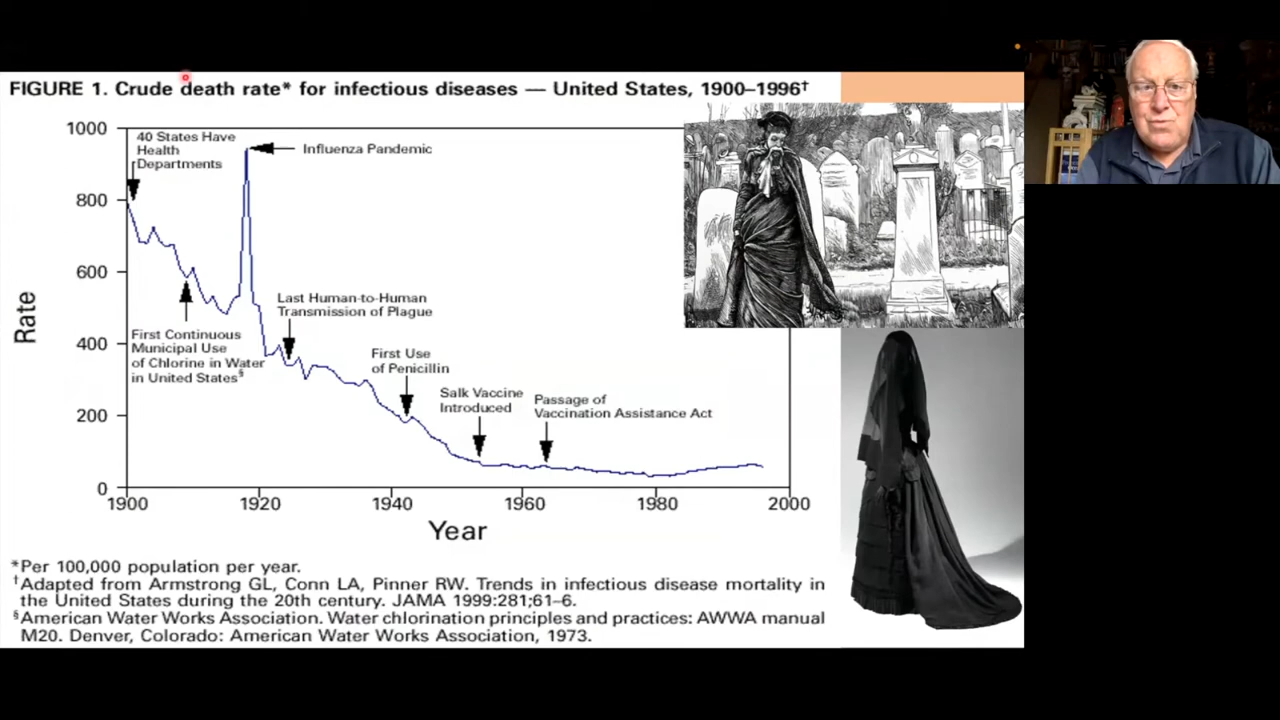 FIGURE 1. Crude death rate* for infectious diseases — United States, 1900–1996†
1000
800
600
400
200
0
Rate
40 States Have
Health
Departments
Influenza Pandemic
First Continuous
Municipal Use
of Chlorine in Water
in United States§
Last Human-to-Human
Transmission of Plague
First Use
of Penicillin
Salk Vaccine
Introduced
Passage of
Vaccination Assistance Act
1900 1920 1940 1960 1980 2000
Year
*Per 100,000 population per year.
†Adapted from Armstrong GL, Conn LA, Pinner RW. Trends in infectious disease mortality in
the United States during the 20th century. JAMA 1999:281;61–6.
§American Water Works Association. Water chlorination principles and practices: AWWA manual
M20. Denver, Colorado: American Water Works Association, 1973.